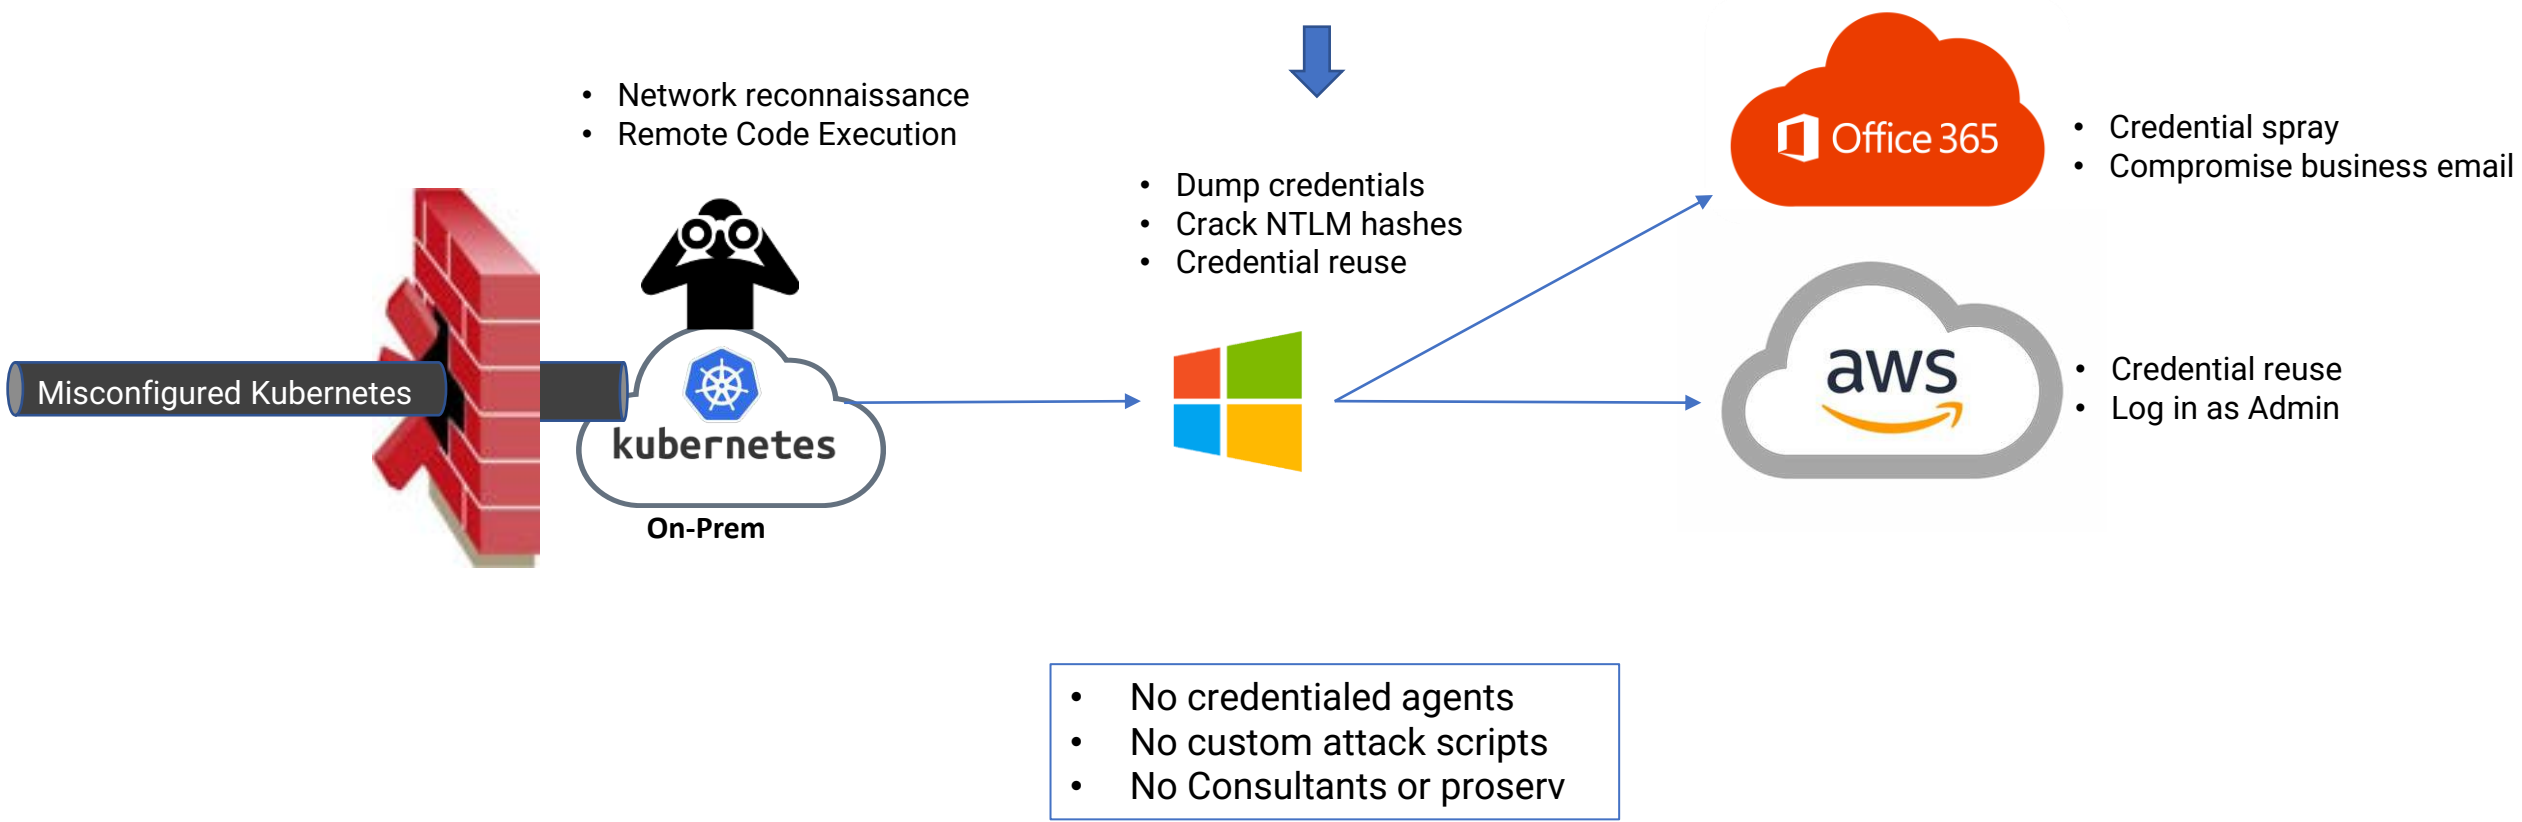 • Network reconnaissance
• Remote Code Execution
Misconfigured Kubernetes
kubernetes
On-Prem
• Dump credentials
• Crack NTLM hashes
• Credential reuse
Office 365
• Credential spray
• Compromise business email
aws
• Credential reuse
• Log in as Admin
• No credentialed agents
• No custom attack scripts
• No Consultants or proserv